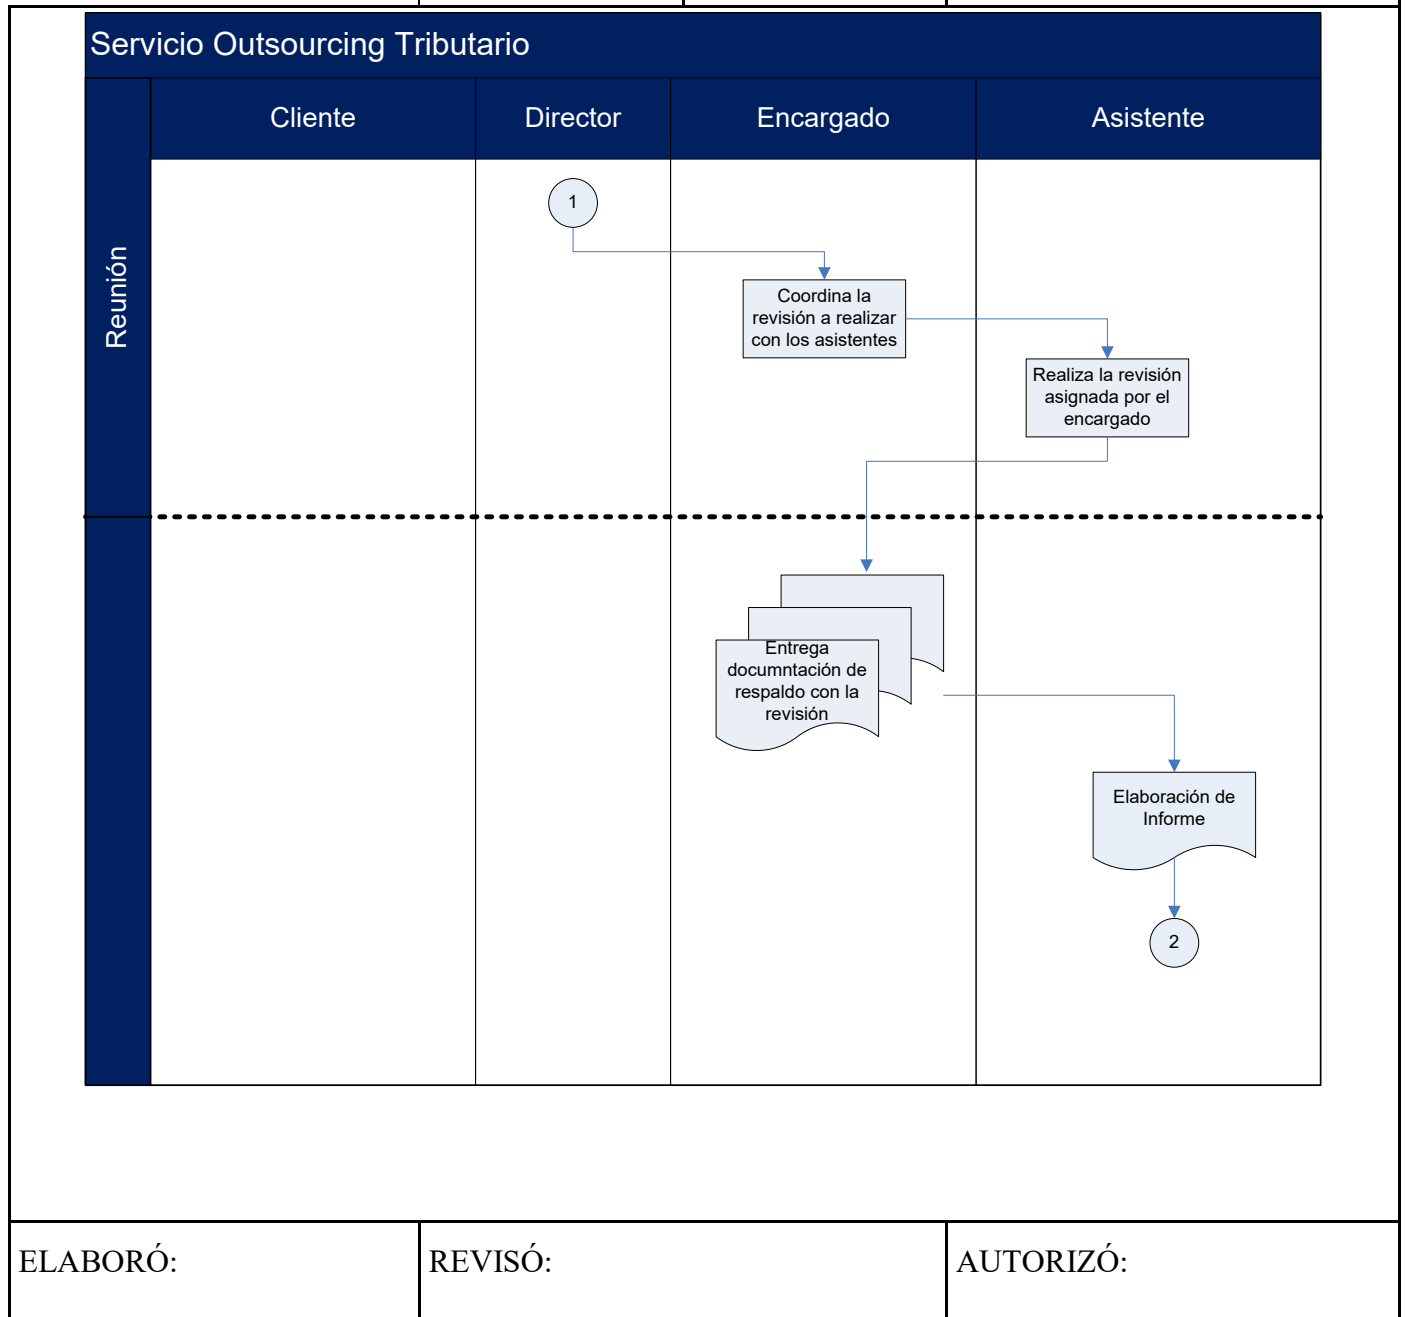 Servicio Outsourcing Tributario
Cliente
Director
Encargado
Asistente
Reunión
1
Coordina la
revisión a realizar
con los asistentes
Realiza la revisión
asignada por el
encargado
Entrega
documntación de
respaldo con la
revisión
Elaboración de
Informe
2
ELABORÓ:
REVISÓ:
AUTORIZÓ: